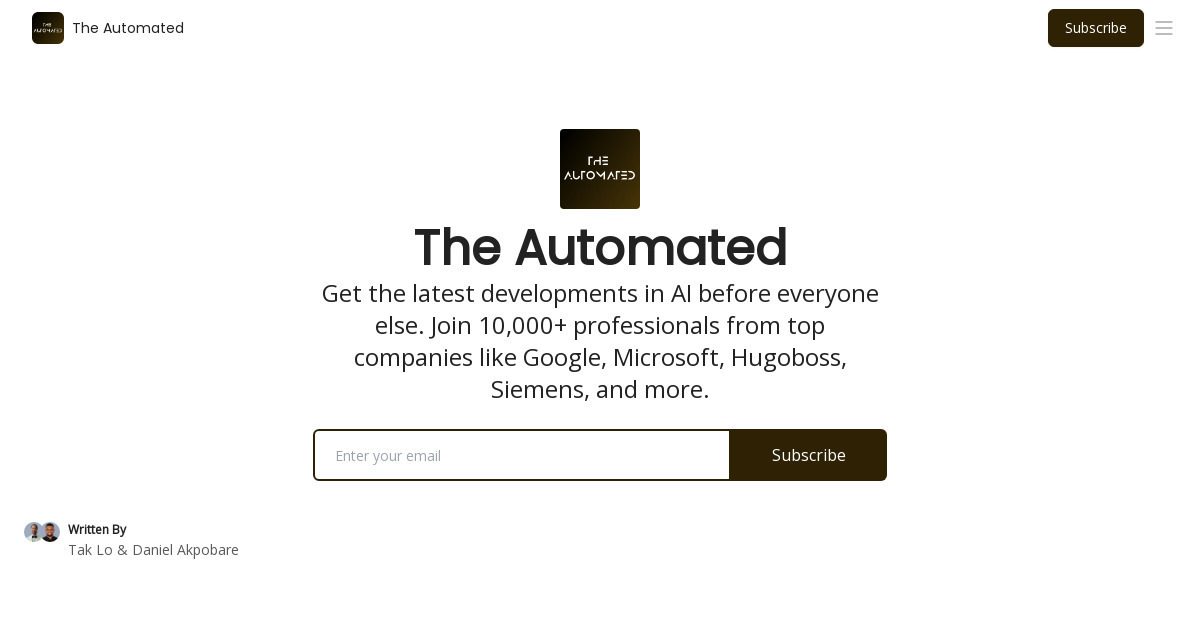 THE
AUTOMATED
The Automated
Subscribe
THE
AUTOMATED
The Automated
Get the latest developments in AI before everyone
else. Join 10,000+ professionals from top
companies like Google, Microsoft, Hugoboss,
Siemens, and more.
Enter your email
Subscribe
Written By
Tak Lo & Daniel Akpobare